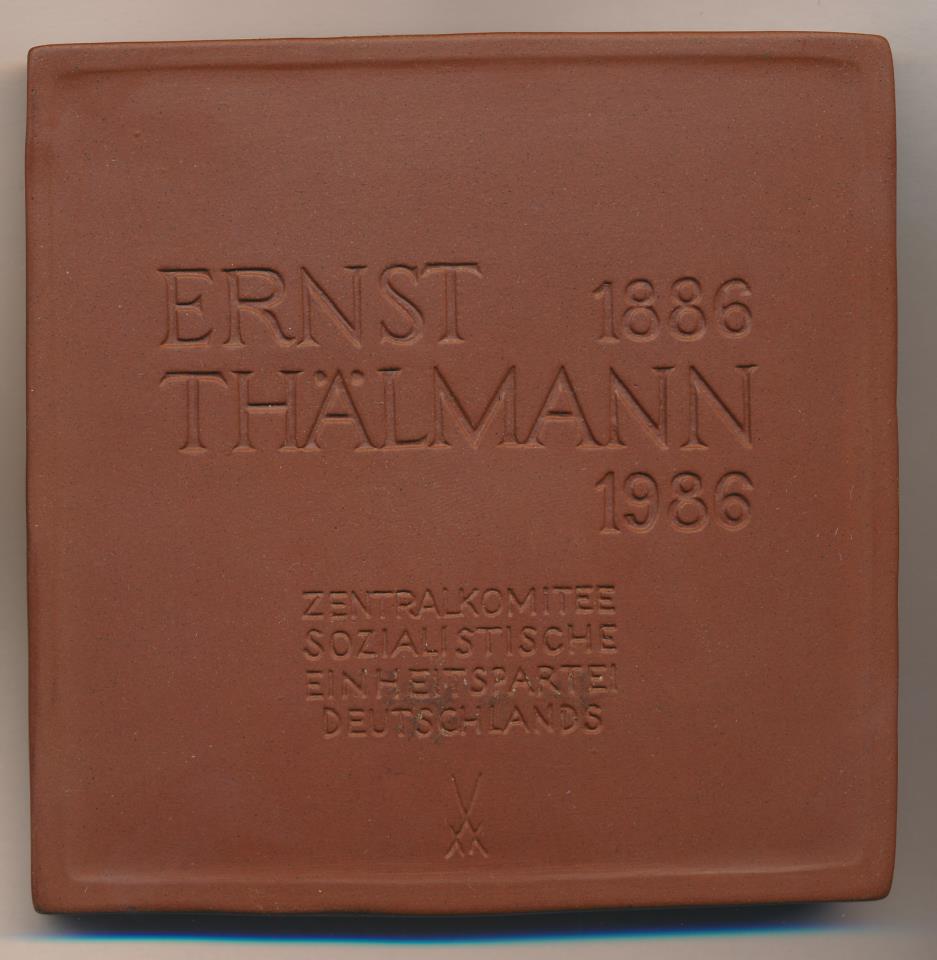 ERNST 1886
THÄLMANN
1986
ZENTRALKOMITEE
SOZIALISTISCHE
EINHEITSPARTEI
DEUTSCHLANDS